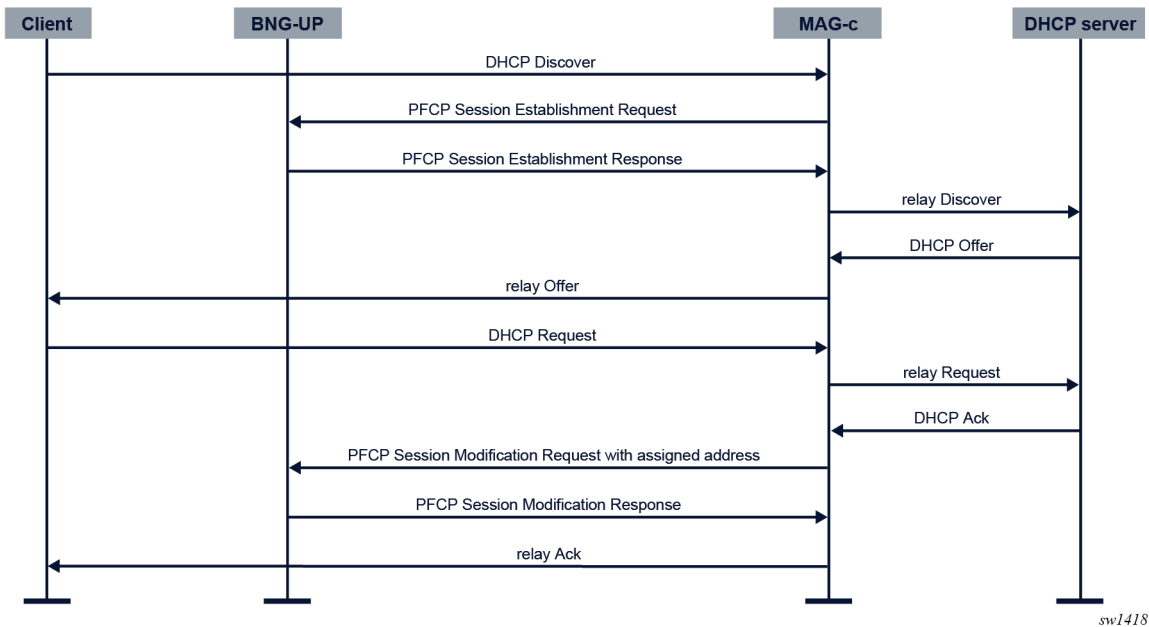 Client BNG-UP MAG-c DHCP server
DHCP Discover
PFCP Session Establishment Request
PFCP Session Establishment Response
relay Discover
DHCP Offer
relay Offer
DHCP Request
relay Request
DHCP Ack
PFCP Session Modification Request with assigned address
PFCP Session Modification Response
relay Ack
sw1418